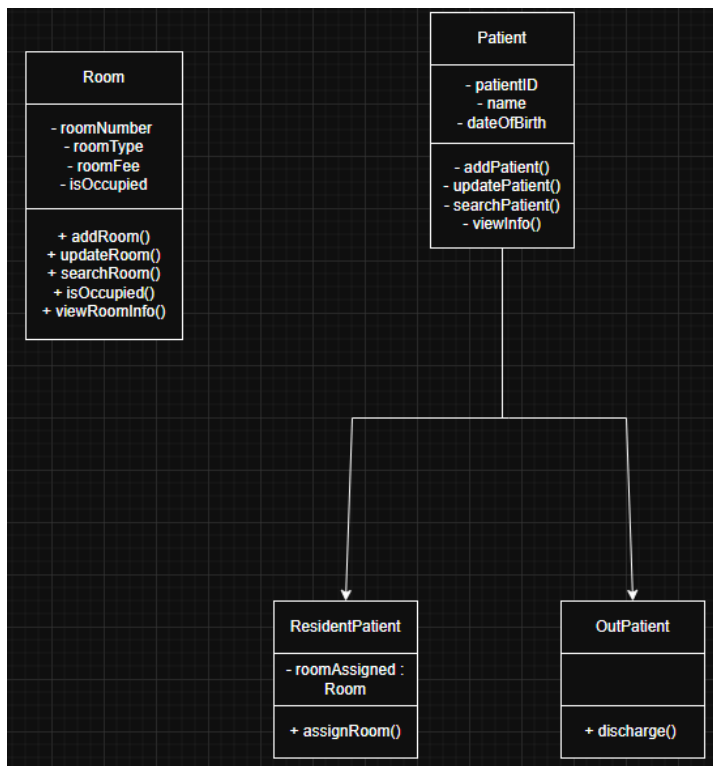 Room
- roomNumber
- roomType
- roomFee
- isOccupied
+ addRoom()
+ updateRoom()
+ searchRoom()
+ isOccupied()
+ viewRoomInfo()
Patient
- patientID
- name
- dateOfBirth
- addPatient()
- updatePatient()
- searchPatient()
- viewInfo()
ResidentPatient
- roomAssigned :
Room
+ assignRoom()
OutPatient
+ discharge()